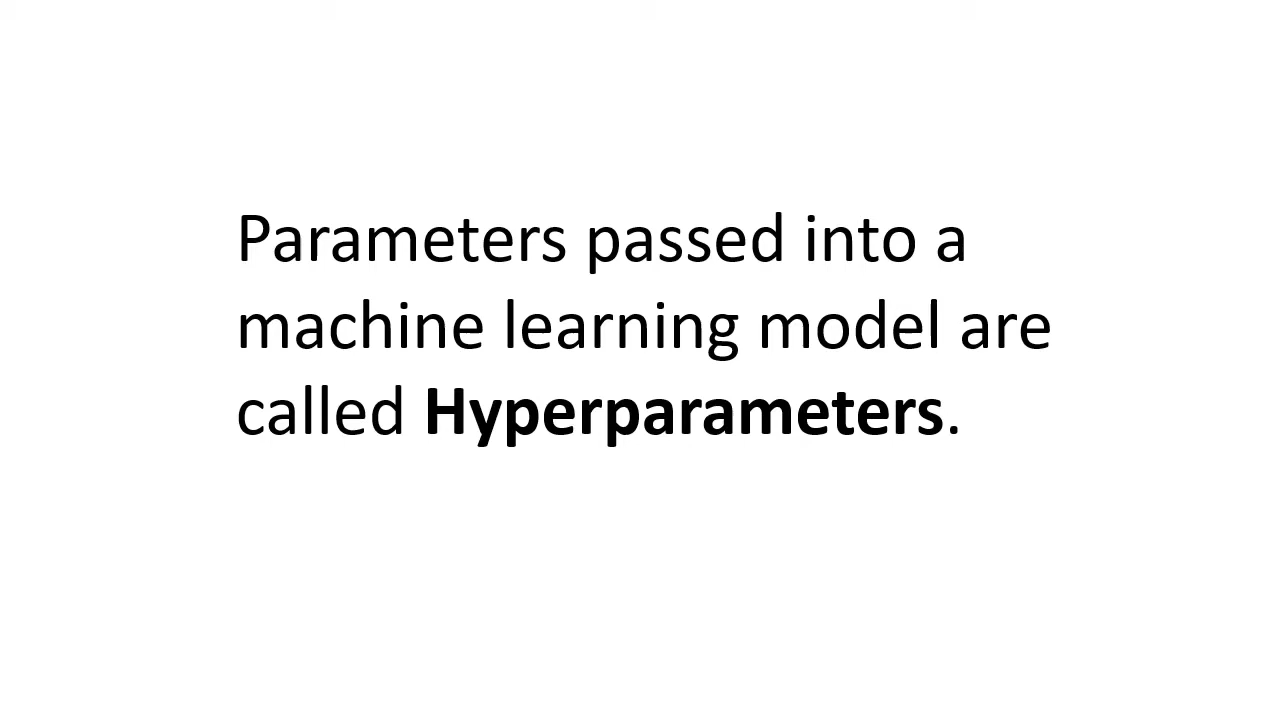 Parameters passed into a
machine learning model are
called Hyperparameters.